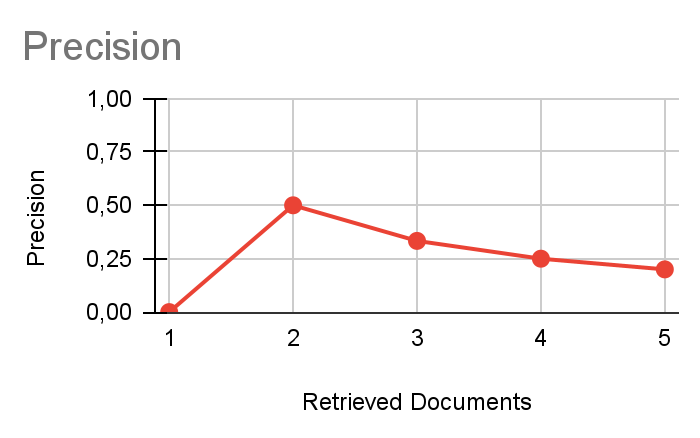 Precision
1,00
0,75
0,50
0,25
0,00
Precision
1 2 3 4 5
Retrieved Documents